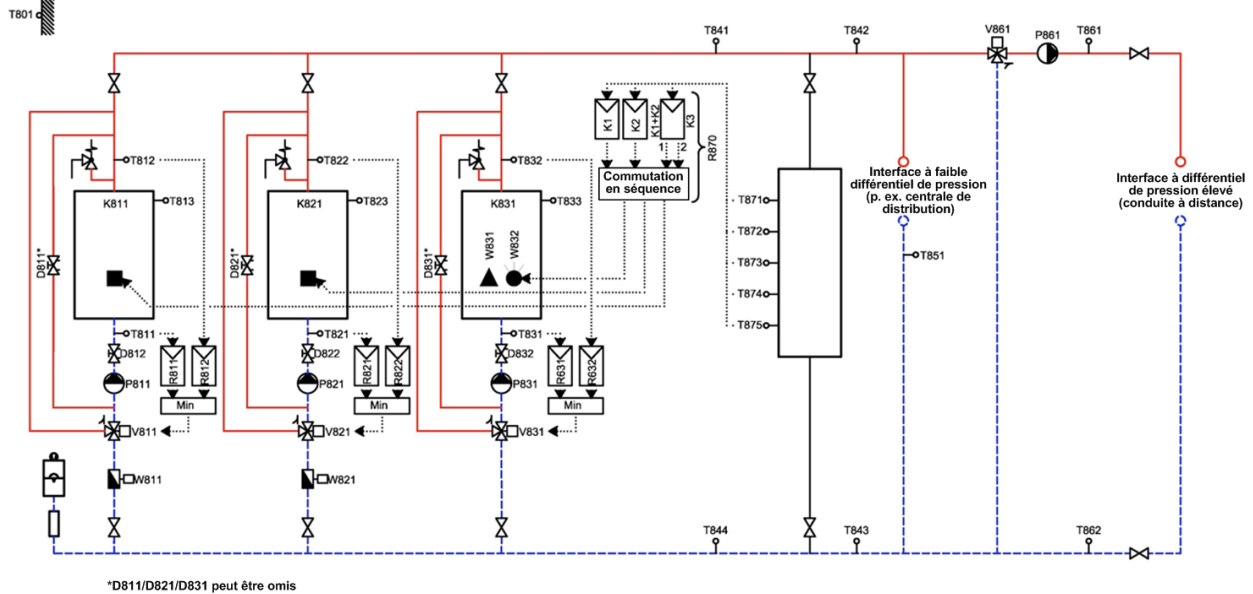 T801
T841
T842
V861
P861
T861
K1
K2
K1+K2
K3
1
2
R870
Commutation
en séquence
T812
T822
T832
K811
T813
K821
T823
K831
T833
W831
W832
D811*
D821*
D831*
T871
T872
T873
T874
T875
Interface à faible
différentiel de pression
(p. ex. centrale de
distribution)
Interface à différentiel
de pression élevé
(conduite à distance)
T851
T811
T821
T831
D812
D822
D832
R811
R812
R821
R822
R631
R632
P811
P821
P831
Min
Min
Min
V811
V821
V831
W811
W821
T844
T843
T862
*D811/D821/D831 peut être omis